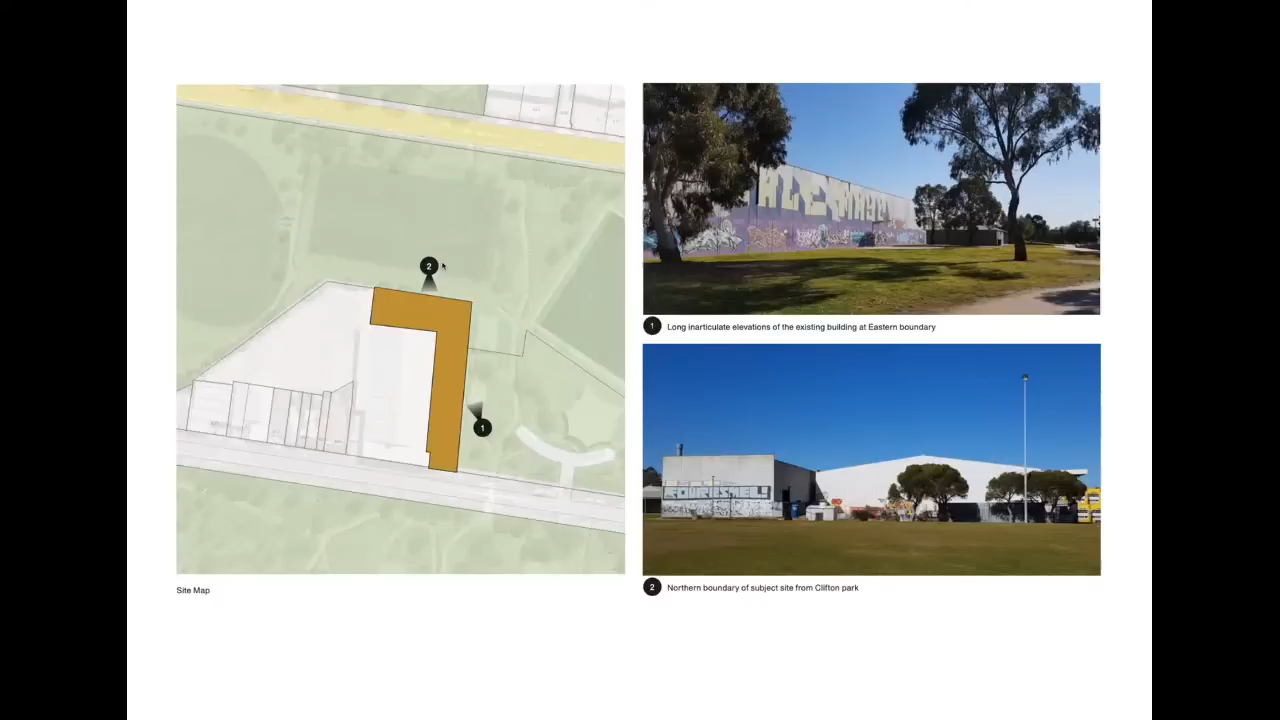 2
1
Site Map
1 Long inarticulate elevations of the existing building at Eastern boundary
2 Northern boundary of subject site from Clifton park